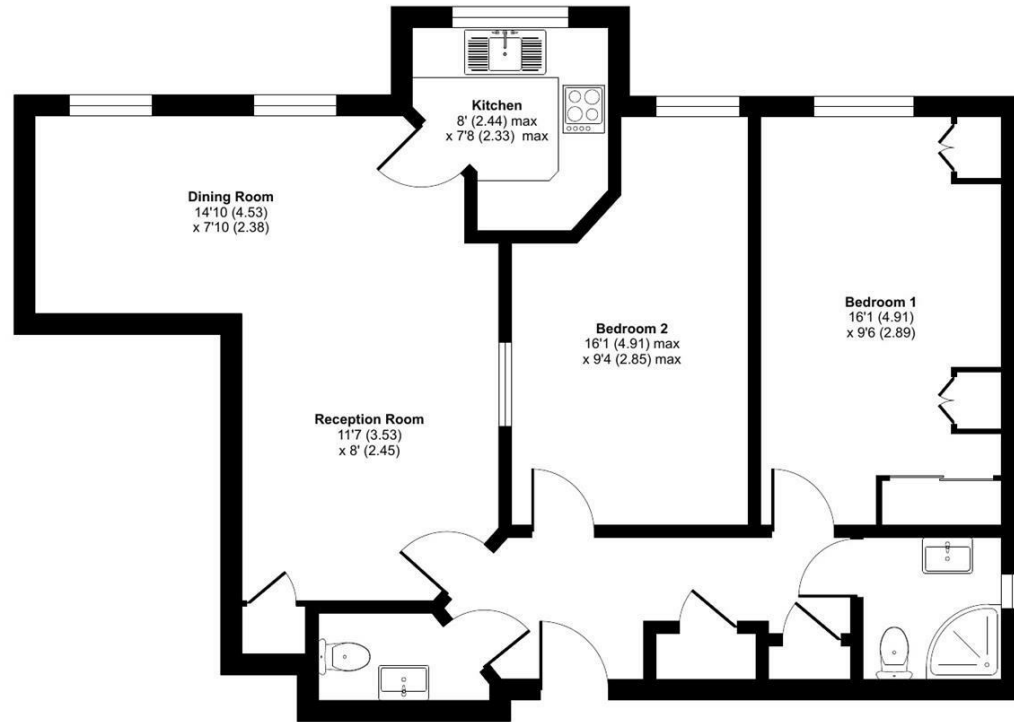 Kitchen
8' (2.44) max
x 7'8 (2.33) max
Dining Room
14'10 (4.53)
x 7'10 (2.38)
Bedroom 2
16'1 (4.91) max
x 9'4 (2.85) max
Bedroom 1
16'1 (4.91)
x 9'6 (2.89)
Reception Room
11'7 (3.53)
x 8' (2.45)